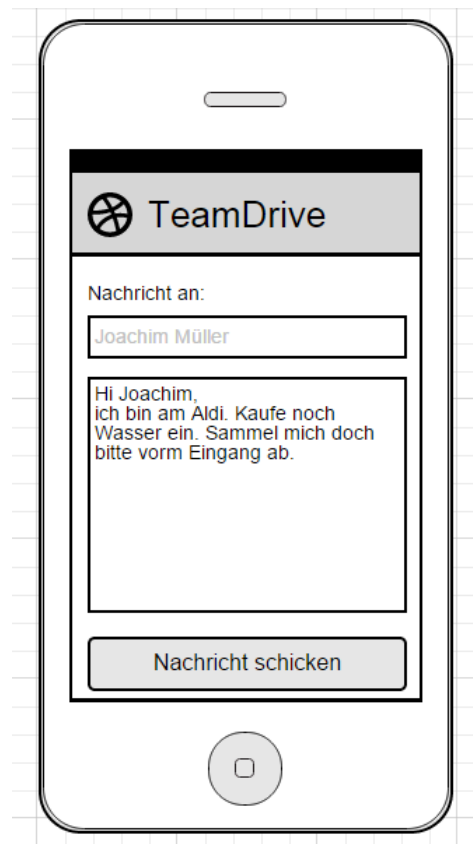 TeamDrive
Nachricht an:
Joachim Müller
Hi Joachim,
ich bin am Aldi. Kaufe noch
Wasser ein. Sammel mich doch
bitte vorm Eingang ab.
Nachricht schicken